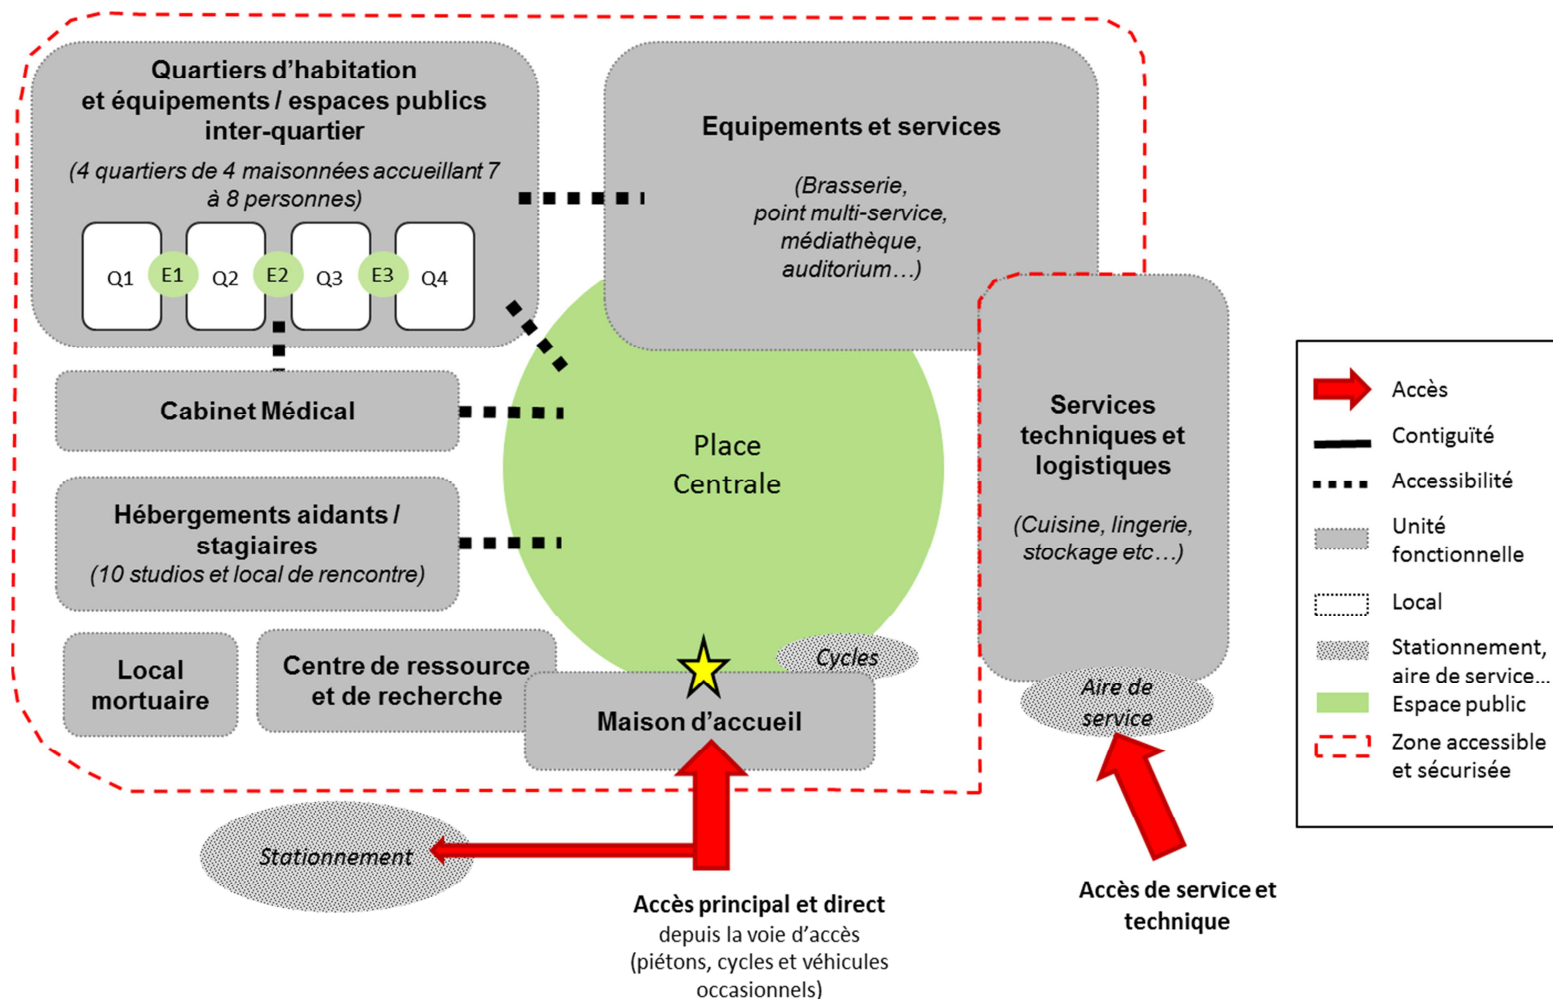 Quartiers d’habitation
et équipements / espaces publics
inter-quartier
(4 quartiers de 4 maisonnées accueillant 7
à 8 personnes)
Q1
E1
Q2
E2
Q3
E3
Q4
Equipements et services
(Brasserie,
point multi-service,
médiathèque,
auditorium…)
Cabinet Médical
Place
Centrale
Services
techniques et
logistiques
(Cuisine, lingerie,
stockage etc…)
Hébergements aidants /
stagiaires
(10 studios et local de rencontre)
Local
mortuaire
Centre de ressource
et de recherche
Cycles
Maison d’accueil
Aire de
service
Stationnement
Accès principal et direct
depuis la voie d’accès
(piétons, cycles et véhicules
occasionnels)
Accès de service et
technique
Accès
Contiguïté
Accessibilité
Unité
fonctionnelle
Local
Stationnement,
aire de service...
Espace public
Zone accessible
et sécurisée